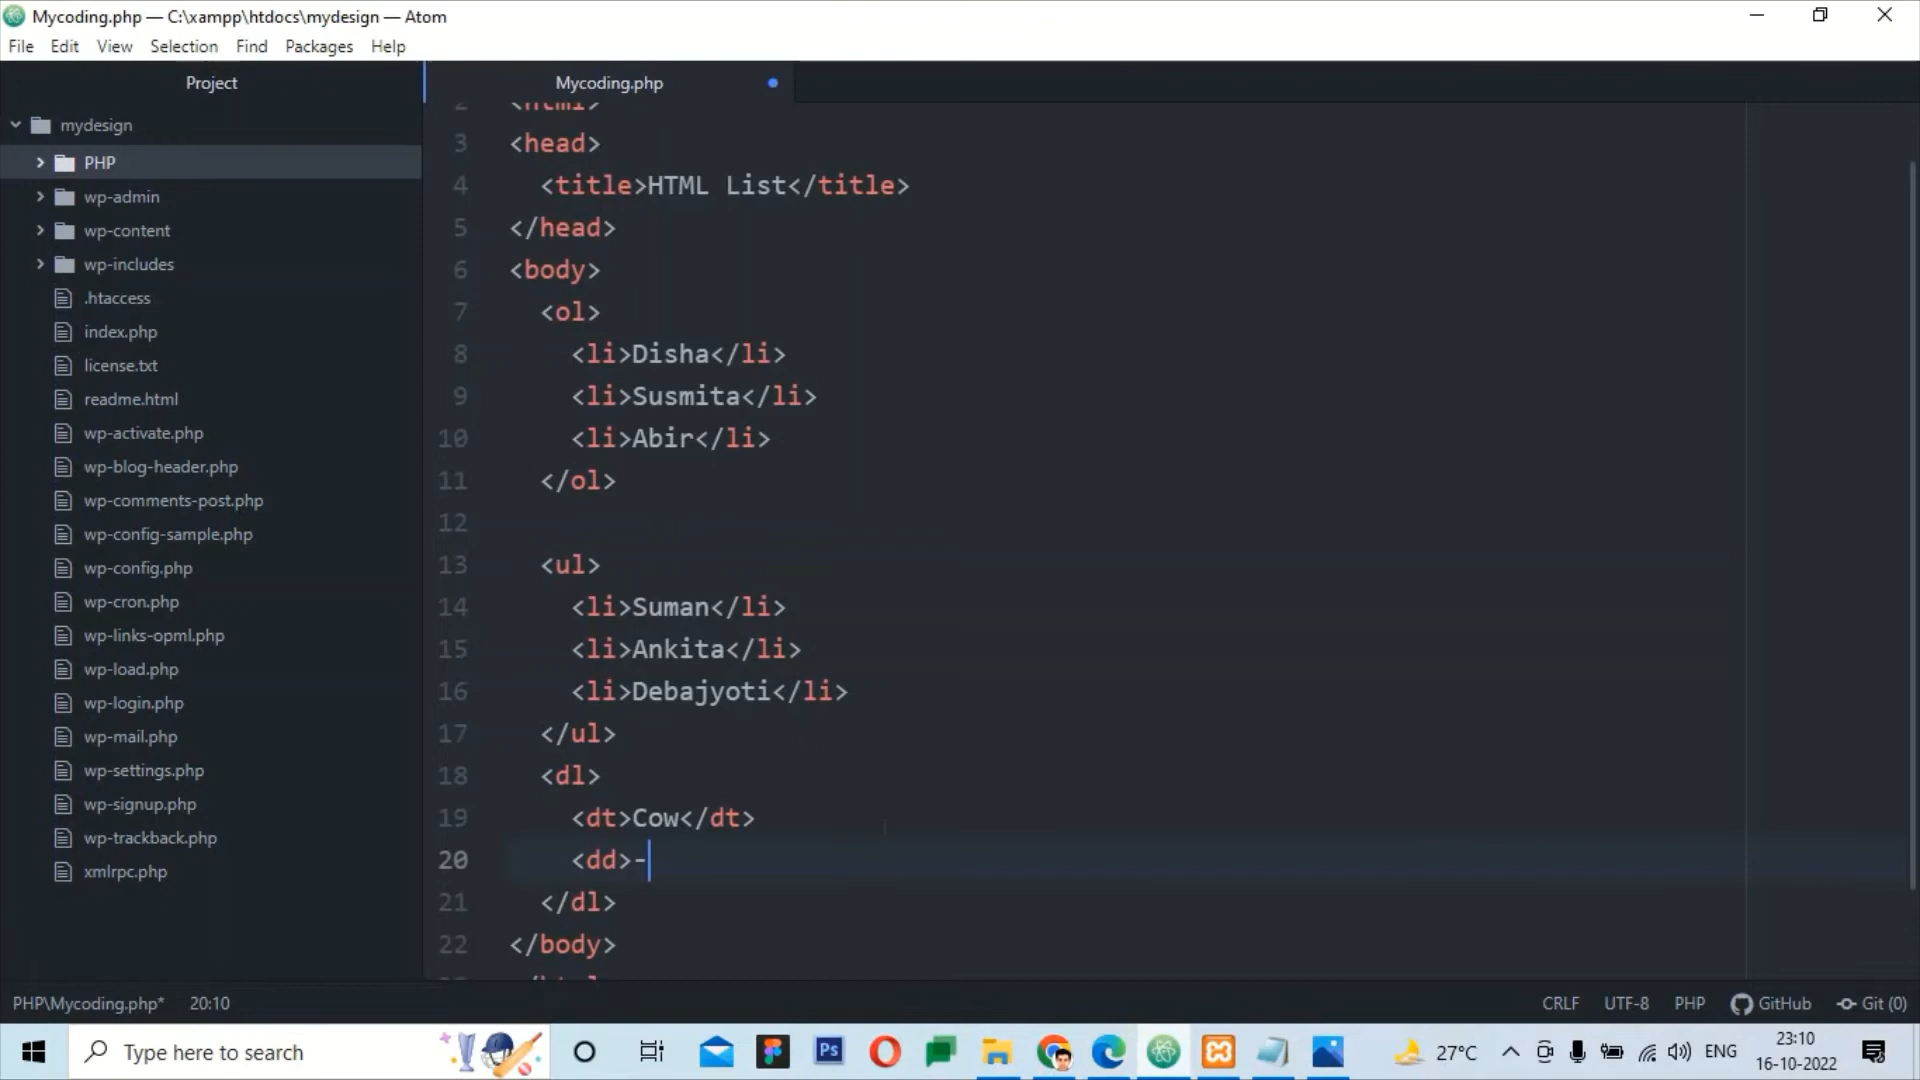 Mycoding.php — C:\xampp\htdocs\mydesign — Atom
File Edit View Selection Find Packages Help
Project
Mycoding.php
mydesign
PHP
wp-admin
wp-content
wp-includes
.htaccess
index.php
license.txt
readme.html
wp-activate.php
wp-blog-header.php
wp-comments-post.php
wp-config-sample.php
wp-config.php
wp-cron.php
wp-links-opml.php
wp-load.php
wp-login.php
wp-mail.php
wp-settings.php
wp-signup.php
wp-trackback.php
xmlrpc.php
2 <html>
3 <head>
4 <title>HTML List</title>
5 </head>
6 <body>
7 <ol>
8 <li>Disha</li>
9 <li>Susmita</li>
10 <li>Abir</li>
11 </ol>
12
13 <ul>
14 <li>Suman</li>
15 <li>Ankita</li>
16 <li>Debajyoti</li>
17 </ul>
18 <dl>
19 <dt>Cow</dt>
20 <dd>-
21 </dl>
22 </body>
PHP\Mycoding.php* 20:10
CRLF UTF-8 PHP GitHub Git (0)
Type here to search
Ps
27°C
ENG
23:10
16-10-2022